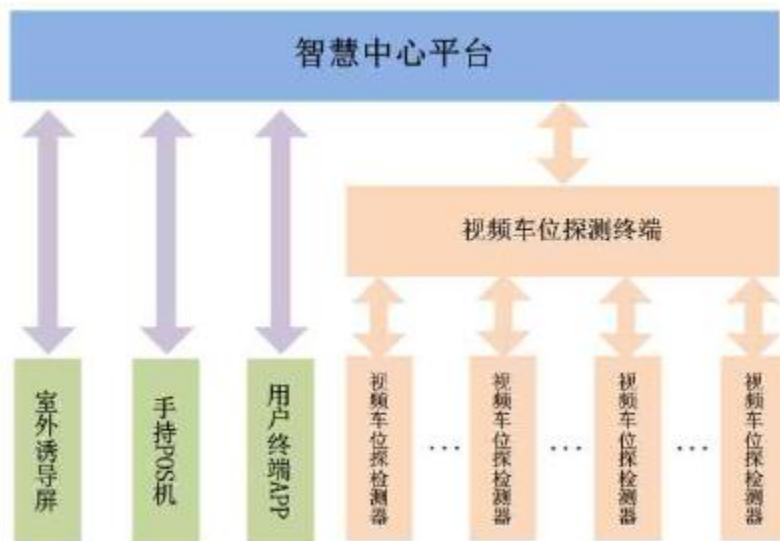 智慧中心平台
视频车位探测终端
室外诱导屏
手持POS机
用户终端APP
视频车位探检测器
...
视频车位探检测器
...
视频车位探检测器
...
视频车位探检测器